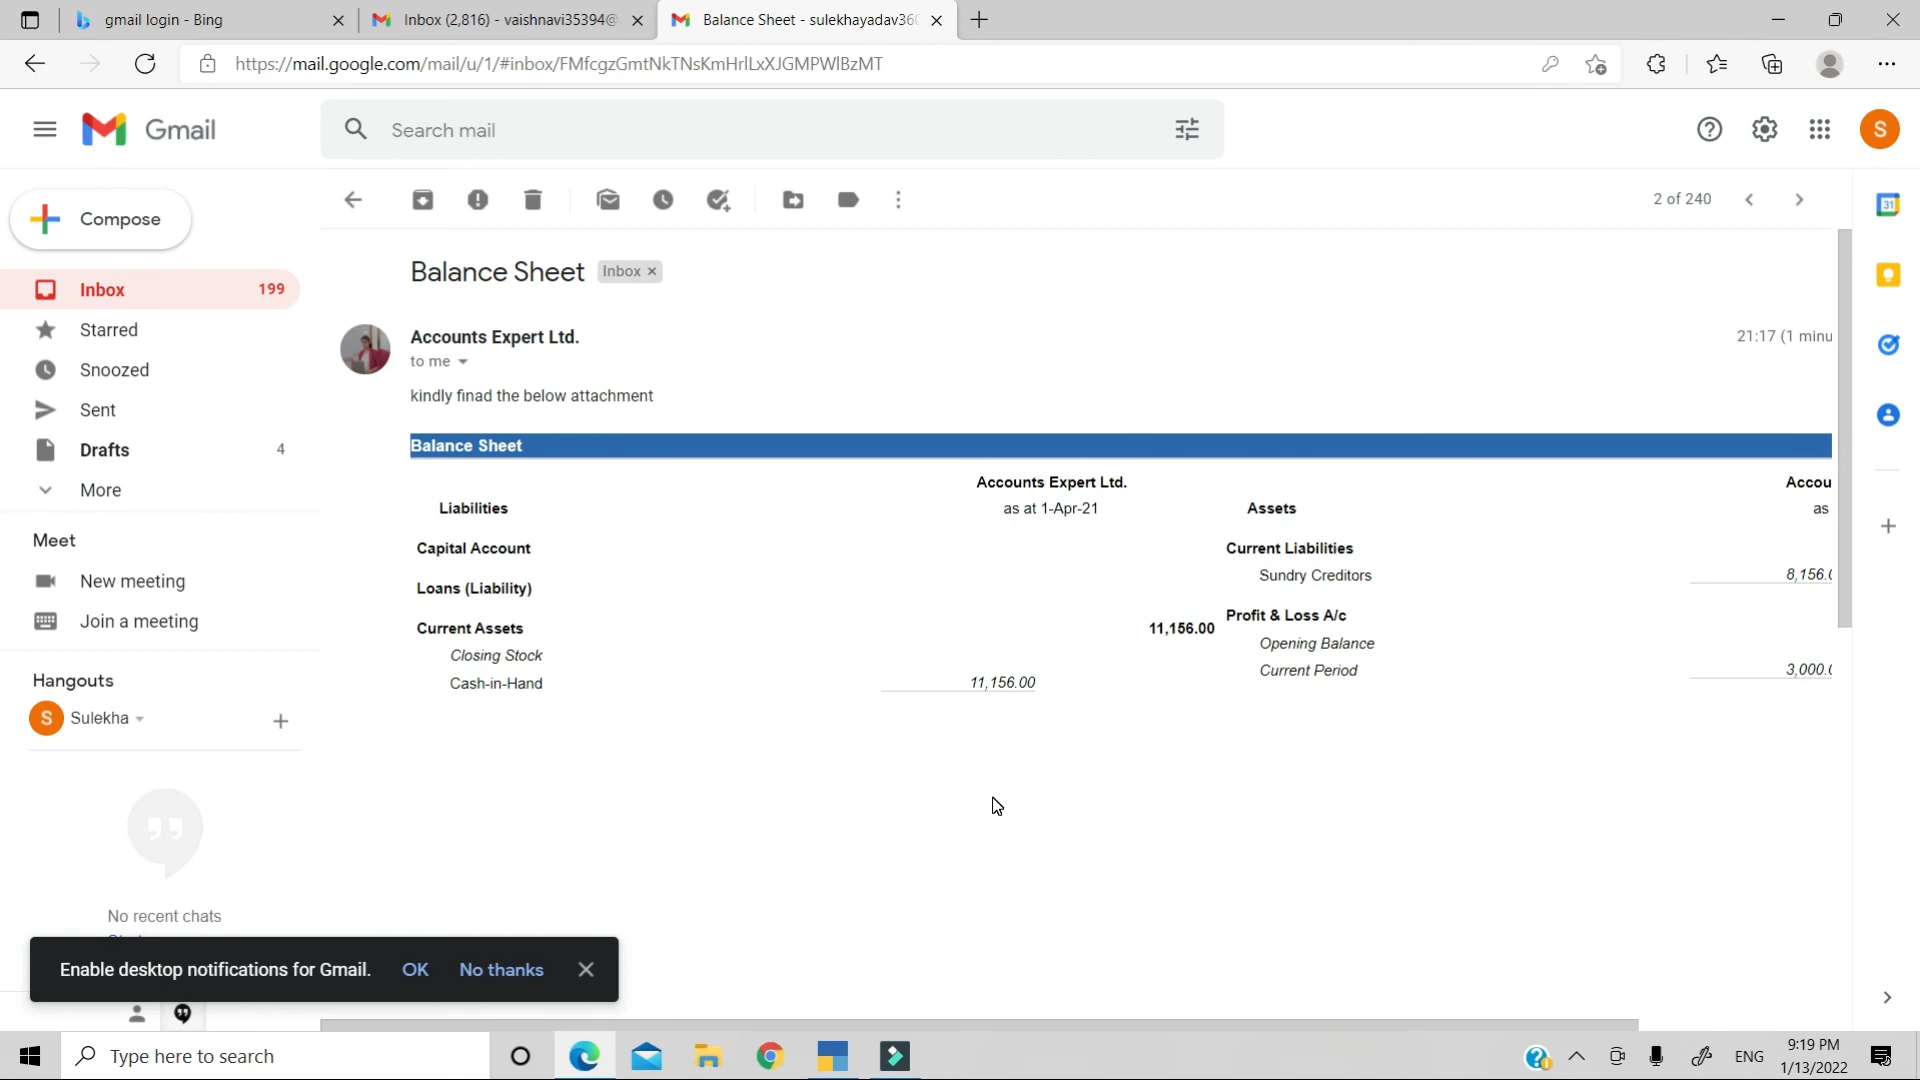 gmail login - Bing
Inbox (2,816) - vaishnavi35394@
Balance Sheet - sulekhayadav360
https://mail.google.com/mail/u/1/#inbox/FMfcgzGmtNkTNsKmHrlLxXJGMPWlBzMT
Gmail
Search mail
S
Compose
2 of 240
31
Balance Sheet
Inbox ×
Inbox 199
Starred
Snoozed
Sent
Drafts 4
More
Accounts Expert Ltd.
21:17 (1 minu
to me
kindly finad the below attachment
Balance Sheet
Accounts Expert Ltd.
Accou
Liabilities
as at 1-Apr-21
Assets
as
Capital Account
Current Liabilities
Sundry Creditors
8,156.0
Loans (Liability)
Profit & Loss A/c
Current Assets
11,156.00
Opening Balance
Closing Stock
Current Period
3,000.0
Cash-in-Hand
11,156.00
Meet
New meeting
Join a meeting
Hangouts
S
Sulekha
No recent chats
Enable desktop notifications for Gmail.
OK
No thanks
Type here to search
ENG
9:19 PM
1/13/2022